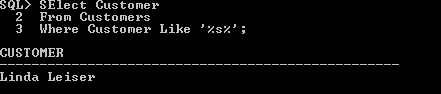 SQL> SElect Customer
2 From Customers
3 Where Customer Like '%s%';
CUSTOMER
--------------------------------------------------
Linda Leiser